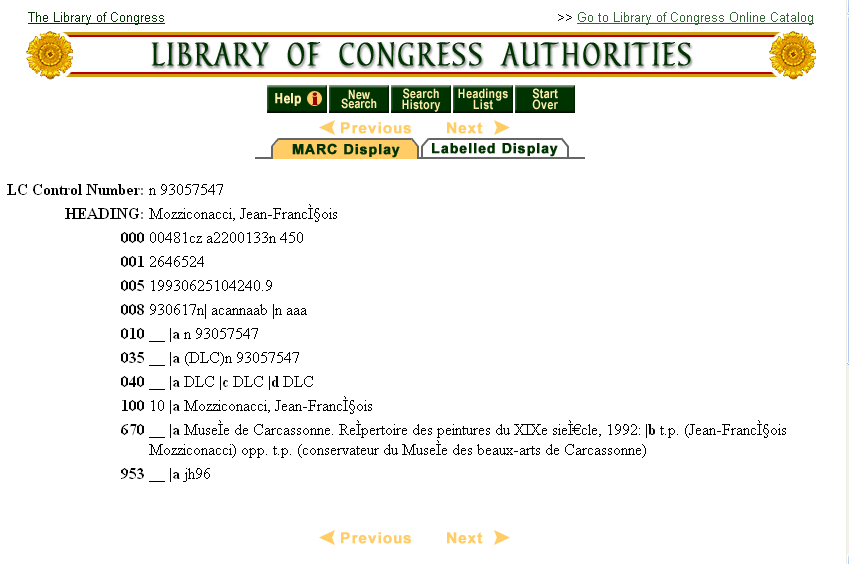 The Library of Congress >> Go to Library of Congress Online Catalog
LIBRARY OF CONGRESS AUTHORITIES
Help i New Search Search History Headings List Start Over
Previous Next
MARC Display Labelled Display
LC Control Number: n 93057547
HEADING: Mozziconacci, Jean-FrancÌ§ois
000 00481cz a2200133n 450
001 2646524
005 19930625104240.9
008 930617n| acannaab |n aaa
010 __ |a n 93057547
035 __ |a (DLC)n 93057547
040 __ |a DLC |c DLC |d DLC
100 10 |a Mozziconacci, Jean-FrancÌ§ois
670 __ |a MuseÌe de Carcassonne. ReÌpertoire des peintures du XIXe sieÌ€cle, 1992: |b t.p. (Jean-FrancÌ§ois
Mozziconacci) opp. t.p. (conservateur du MuseÌe des beaux-arts de Carcassonne)
953 __ |a jh96
Previous Next